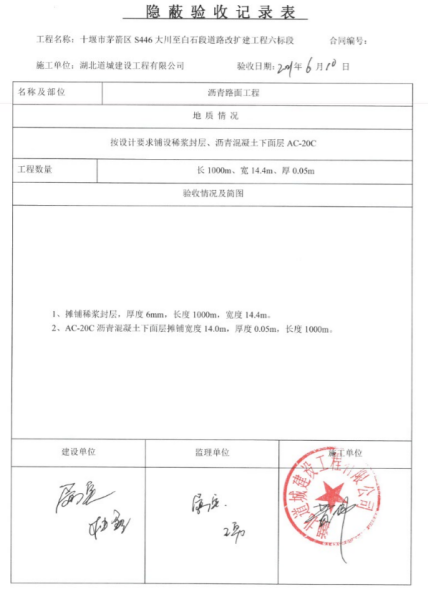 隐蔽验收记录表
工程名称：十堰市茅箭区 S446 大川至白石段道路改扩建工程六标段 合同编号：
施工单位：湖北道城建设工程有限公司 验收日期：2021年6月10日
名称及部位 沥青路面工程
地质情况
按设计要求铺设稀浆封层、沥青混凝土下面层 AC-20C
工程数量 长 1000m、宽 14.4m、厚 0.05m
验收情况及简图
1、摊铺稀浆封层，厚度 6mm，长度 1000m，宽度 14.4m。
2、AC-20C 沥青混凝土下面层摊铺宽度 14.0m，厚度 0.05m，长度 1000m。
建设单位 监理单位 施工单位
北道城建设工程有限公司